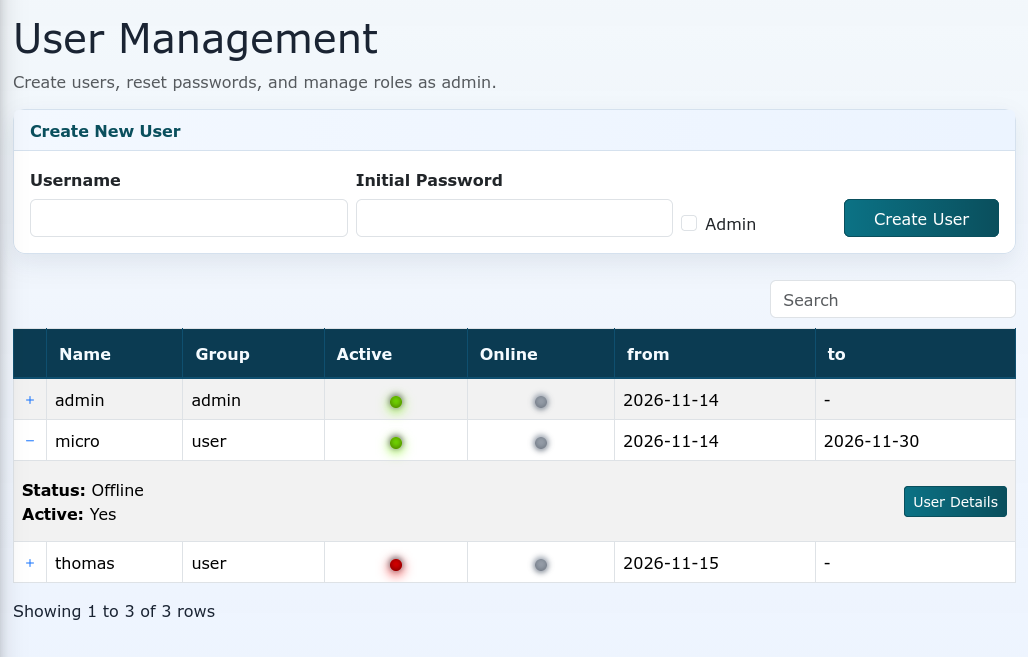 User Management
Create users, reset passwords, and manage roles as admin.
Create New User
Username Initial Password
Admin Create User
Search
Name Group Active Online from to
+ admin admin 2026-11-14 -
− micro user 2026-11-14 2026-11-30
Status: Offline
User Details
Active: Yes
+ thomas user 2026-11-15 -
Showing 1 to 3 of 3 rows